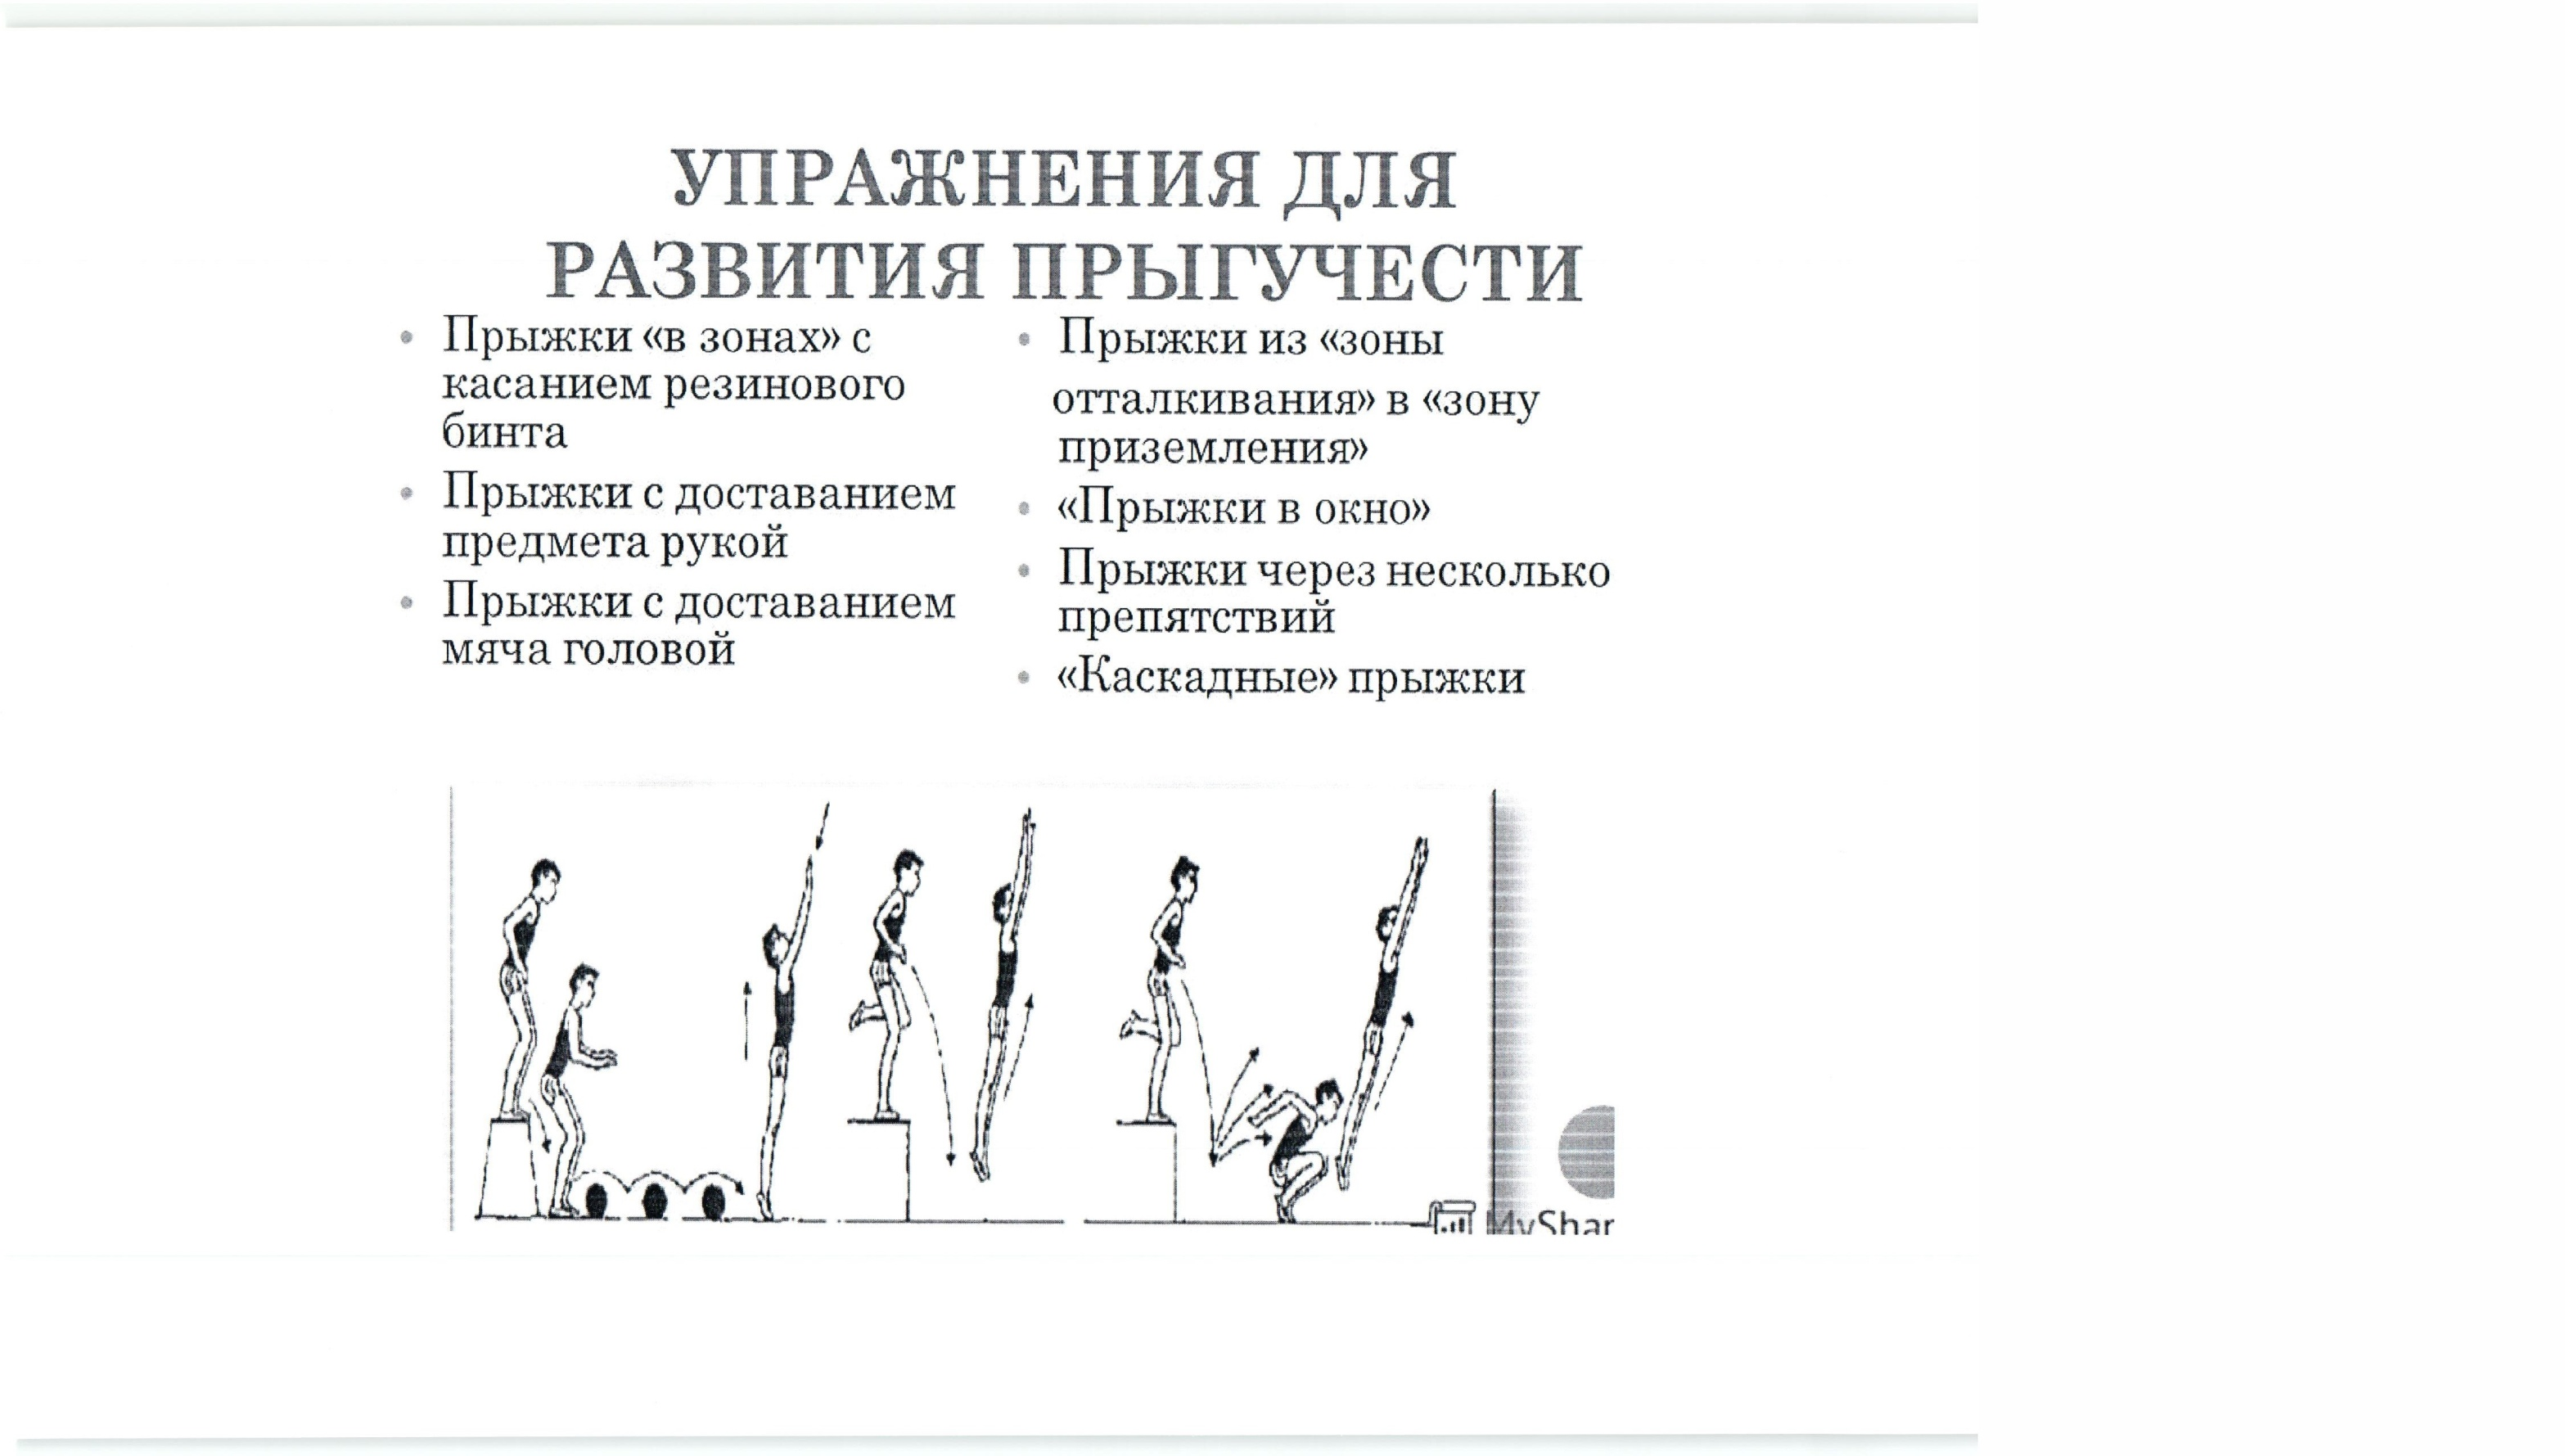 УПРАЖНЕНИЯ ДЛЯ
РАЗВИТИЯ ПРЫГУЧЕСТИ
• Прыжки «в зонах» с
касанием резинового
бинта
• Прыжки с доставанием
предмета рукой
• Прыжки с доставанием
мяча головой
• Прыжки из «зоны
отталкивания» в «зону
приземления»
• «Прыжки в окно»
• Прыжки через несколько
препятствий
• «Каскадные» прыжки
MyShar